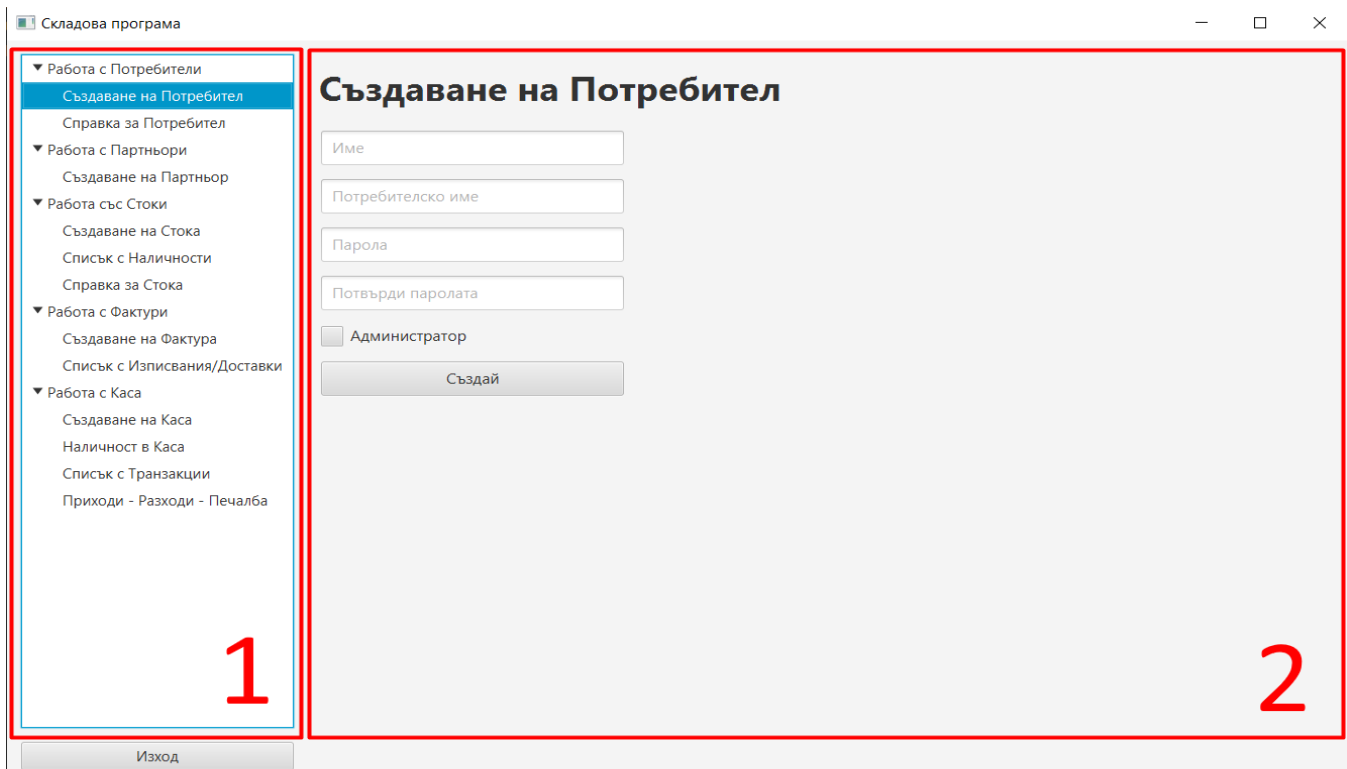 Складова програма
Работа с Потребители
Създаване на Потребител
Справка за Потребител
Работа с Партньори
Създаване на Партньор
Работа със Стоки
Създаване на Стока
Списък с Наличности
Справка за Стока
Работа с Фактури
Създаване на Фактура
Списък с Изписвания/Доставки
Работа с Каса
Създаване на Каса
Наличност в Каса
Списък с Транзакции
Приходи - Разходи - Печалба
1
Изход
Създаване на Потребител
Име
Потребителско име
Парола
Потвърди паролата
Администратор
Създай
2